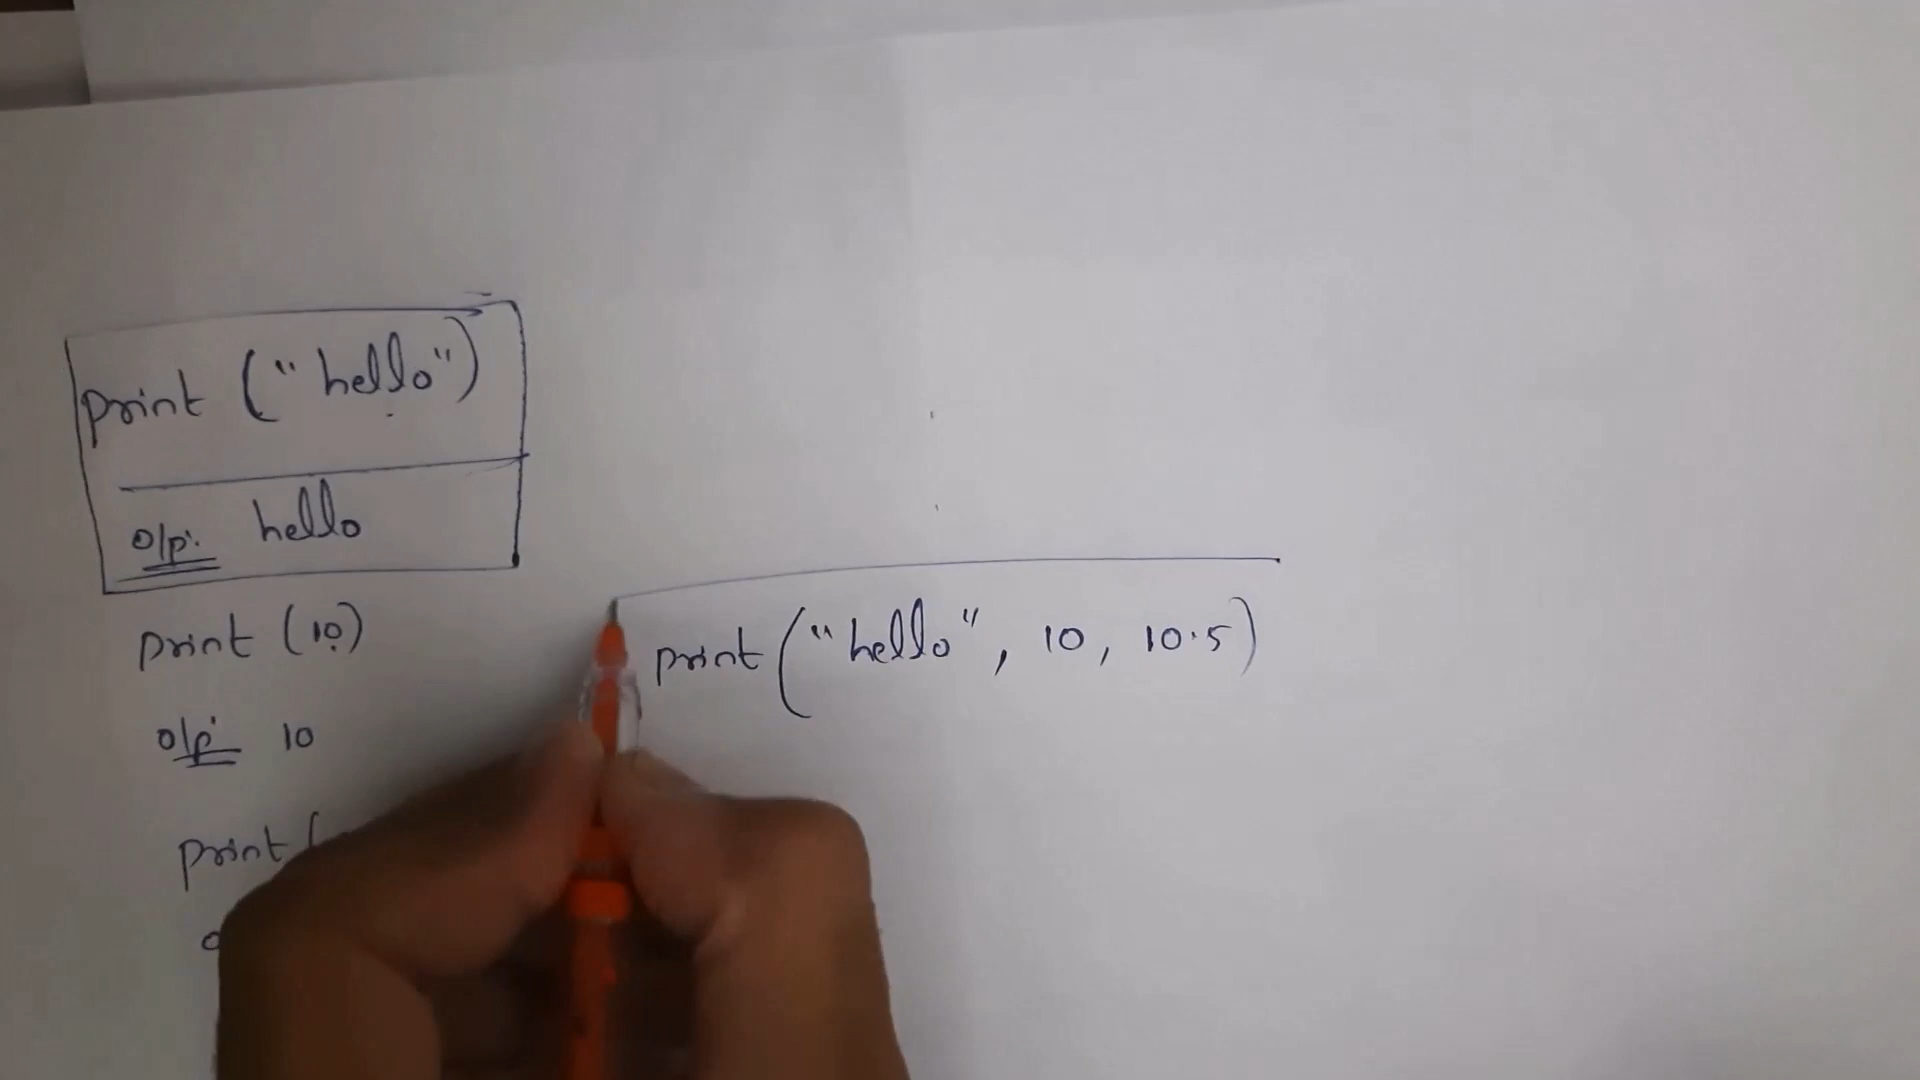 print ("hello")
o/p: hello
print (10)
o/p: 10
print (
print ("hello", 10, 10.5)